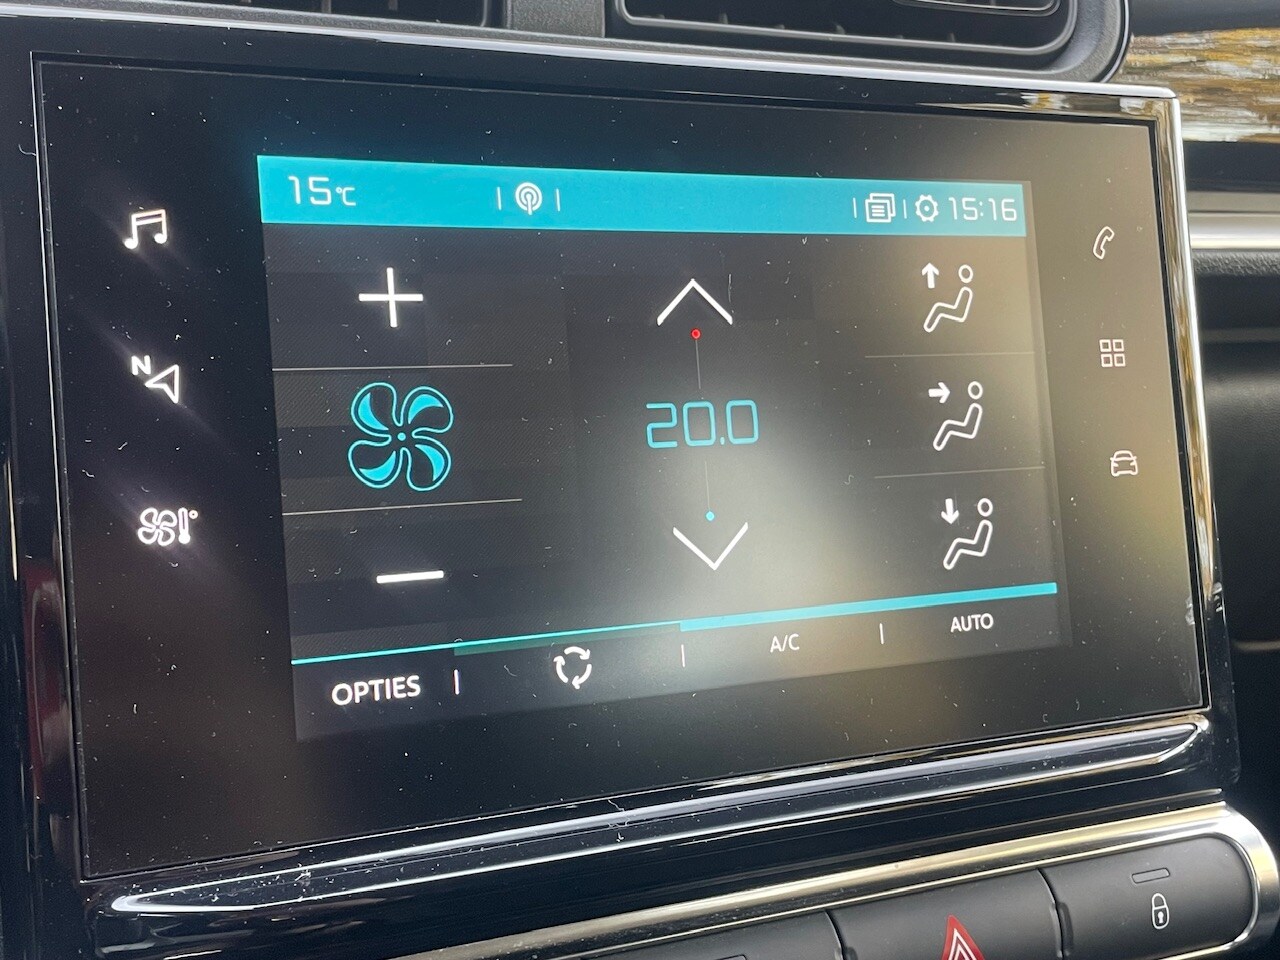 15°C 15:16
N
20.0
OPTIES A/C AUTO